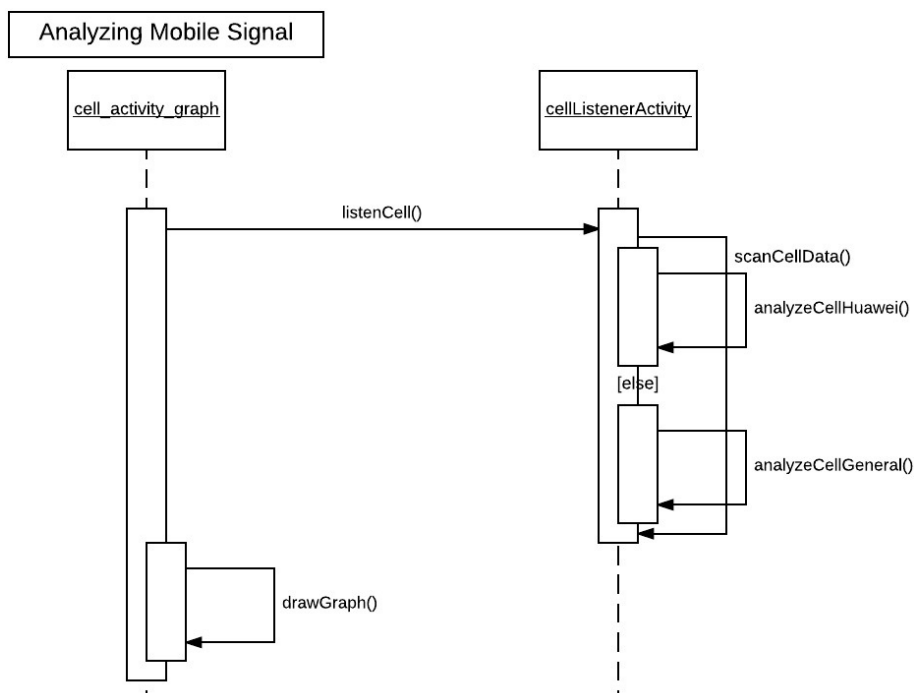 Analyzing Mobile Signal
cell_activity_graph
cellListenerActivity
listenCell()
scanCellData()
analyzeCellHuawei()
[else]
analyzeCellGeneral()
drawGraph()